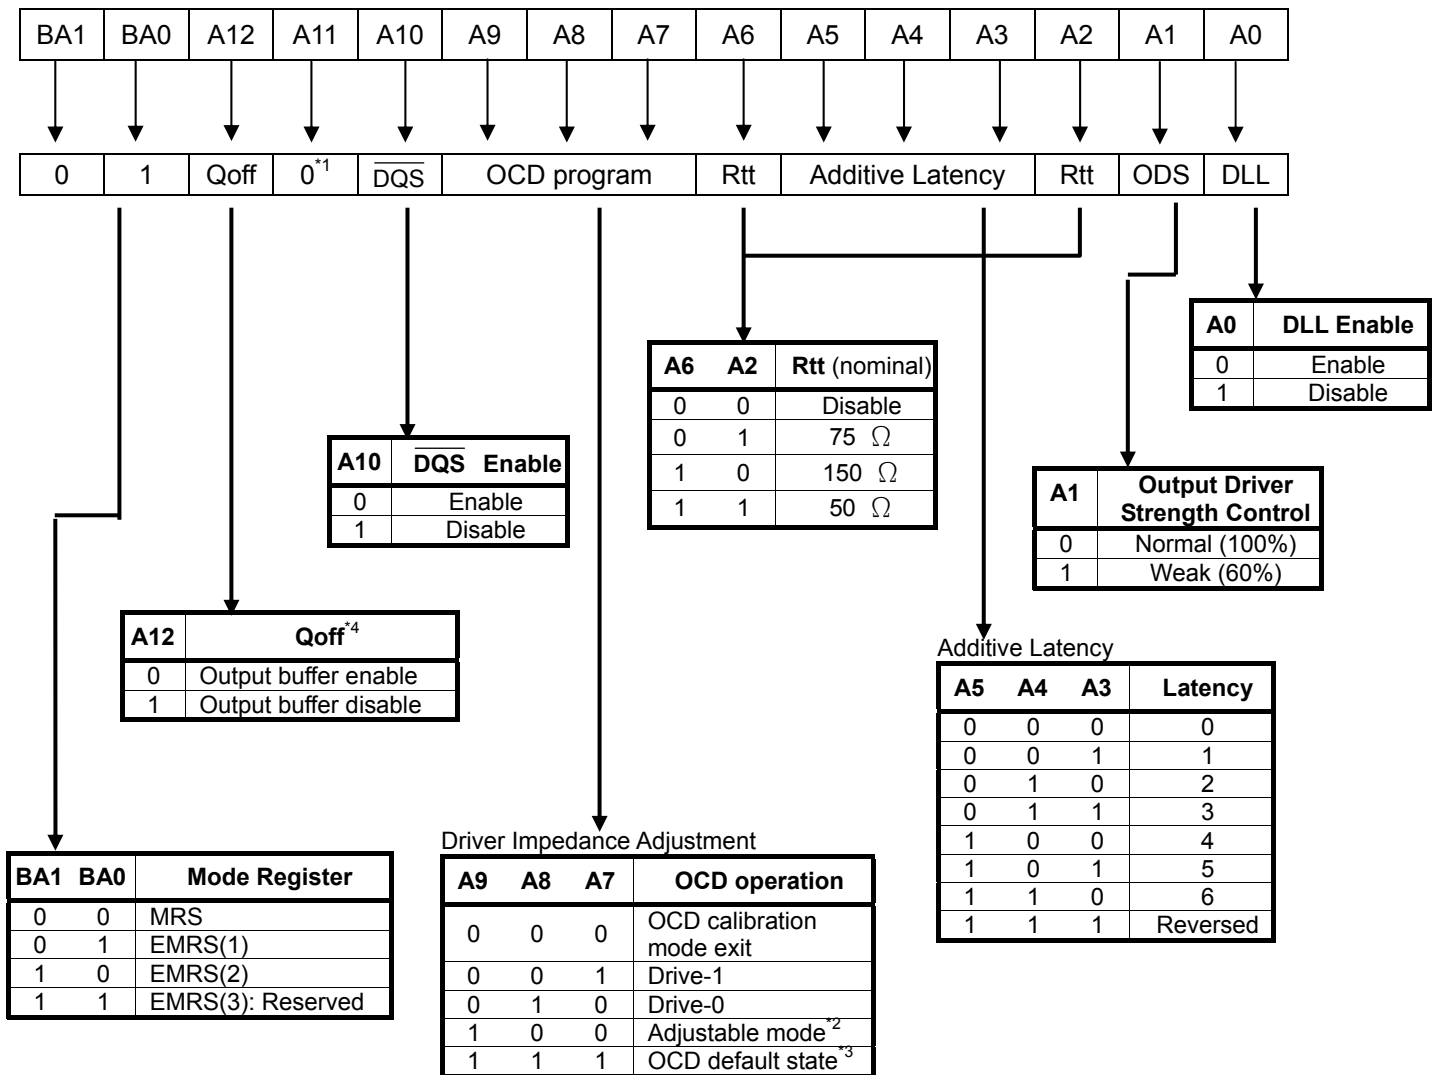 BA1 BA0 A12 A11 A10 A9 A8 A7 A6 A5 A4 A3 A2 A1 A0
0 1 Qoff 0*1 DQS OCD program Rtt Additive Latency Rtt ODS DLL
A0 DLL Enable
0 Enable
1 Disable
A6 A2 Rtt (nominal)
0 0 Disable
0 1 75 Ω
1 0 150 Ω
1 1 50 Ω
A10 DQS Enable
0 Enable
1 Disable
A1 Output Driver
Strength Control
0 Normal (100%)
1 Weak (60%)
A12 Qoff*4
0 Output buffer enable
1 Output buffer disable
Additive Latency
A5 A4 A3 Latency
0 0 0 0
0 0 1 1
0 1 0 2
0 1 1 3
1 0 0 4
1 0 1 5
1 1 0 6
1 1 1 Reversed
BA1 BA0 Mode Register
0 0 MRS
0 1 EMRS(1)
1 0 EMRS(2)
1 1 EMRS(3): Reserved
Driver Impedance Adjustment
A9 A8 A7 OCD operation
0 0 0 OCD calibration
mode exit
0 0 1 Drive-1
0 1 0 Drive-0
1 0 0 Adjustable mode*2
1 1 1 OCD default state*3